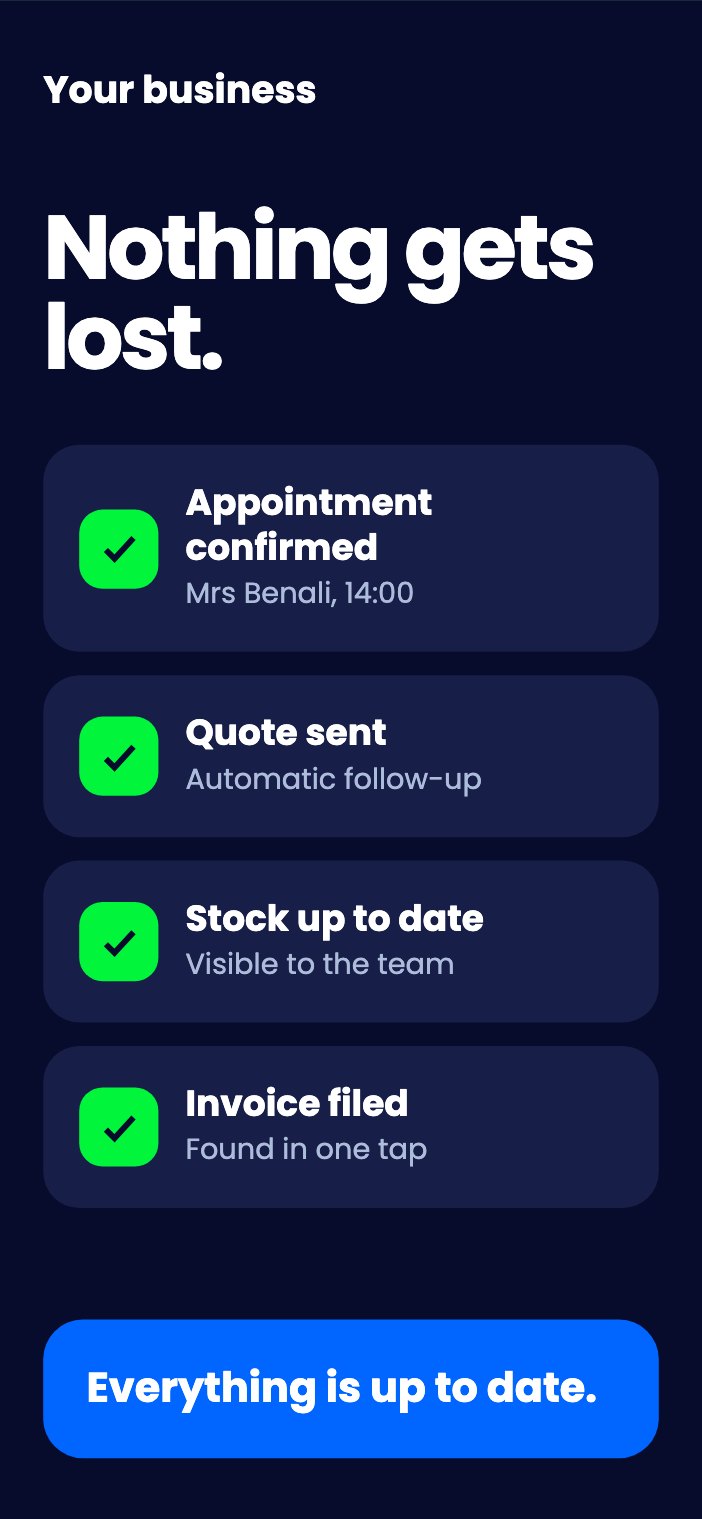 Your business
Nothing gets
lost.
Appointment
confirmed
Mrs Benali, 14:00
Quote sent
Automatic follow-up
Stock up to date
Visible to the team
Invoice filed
Found in one tap
Everything is up to date.